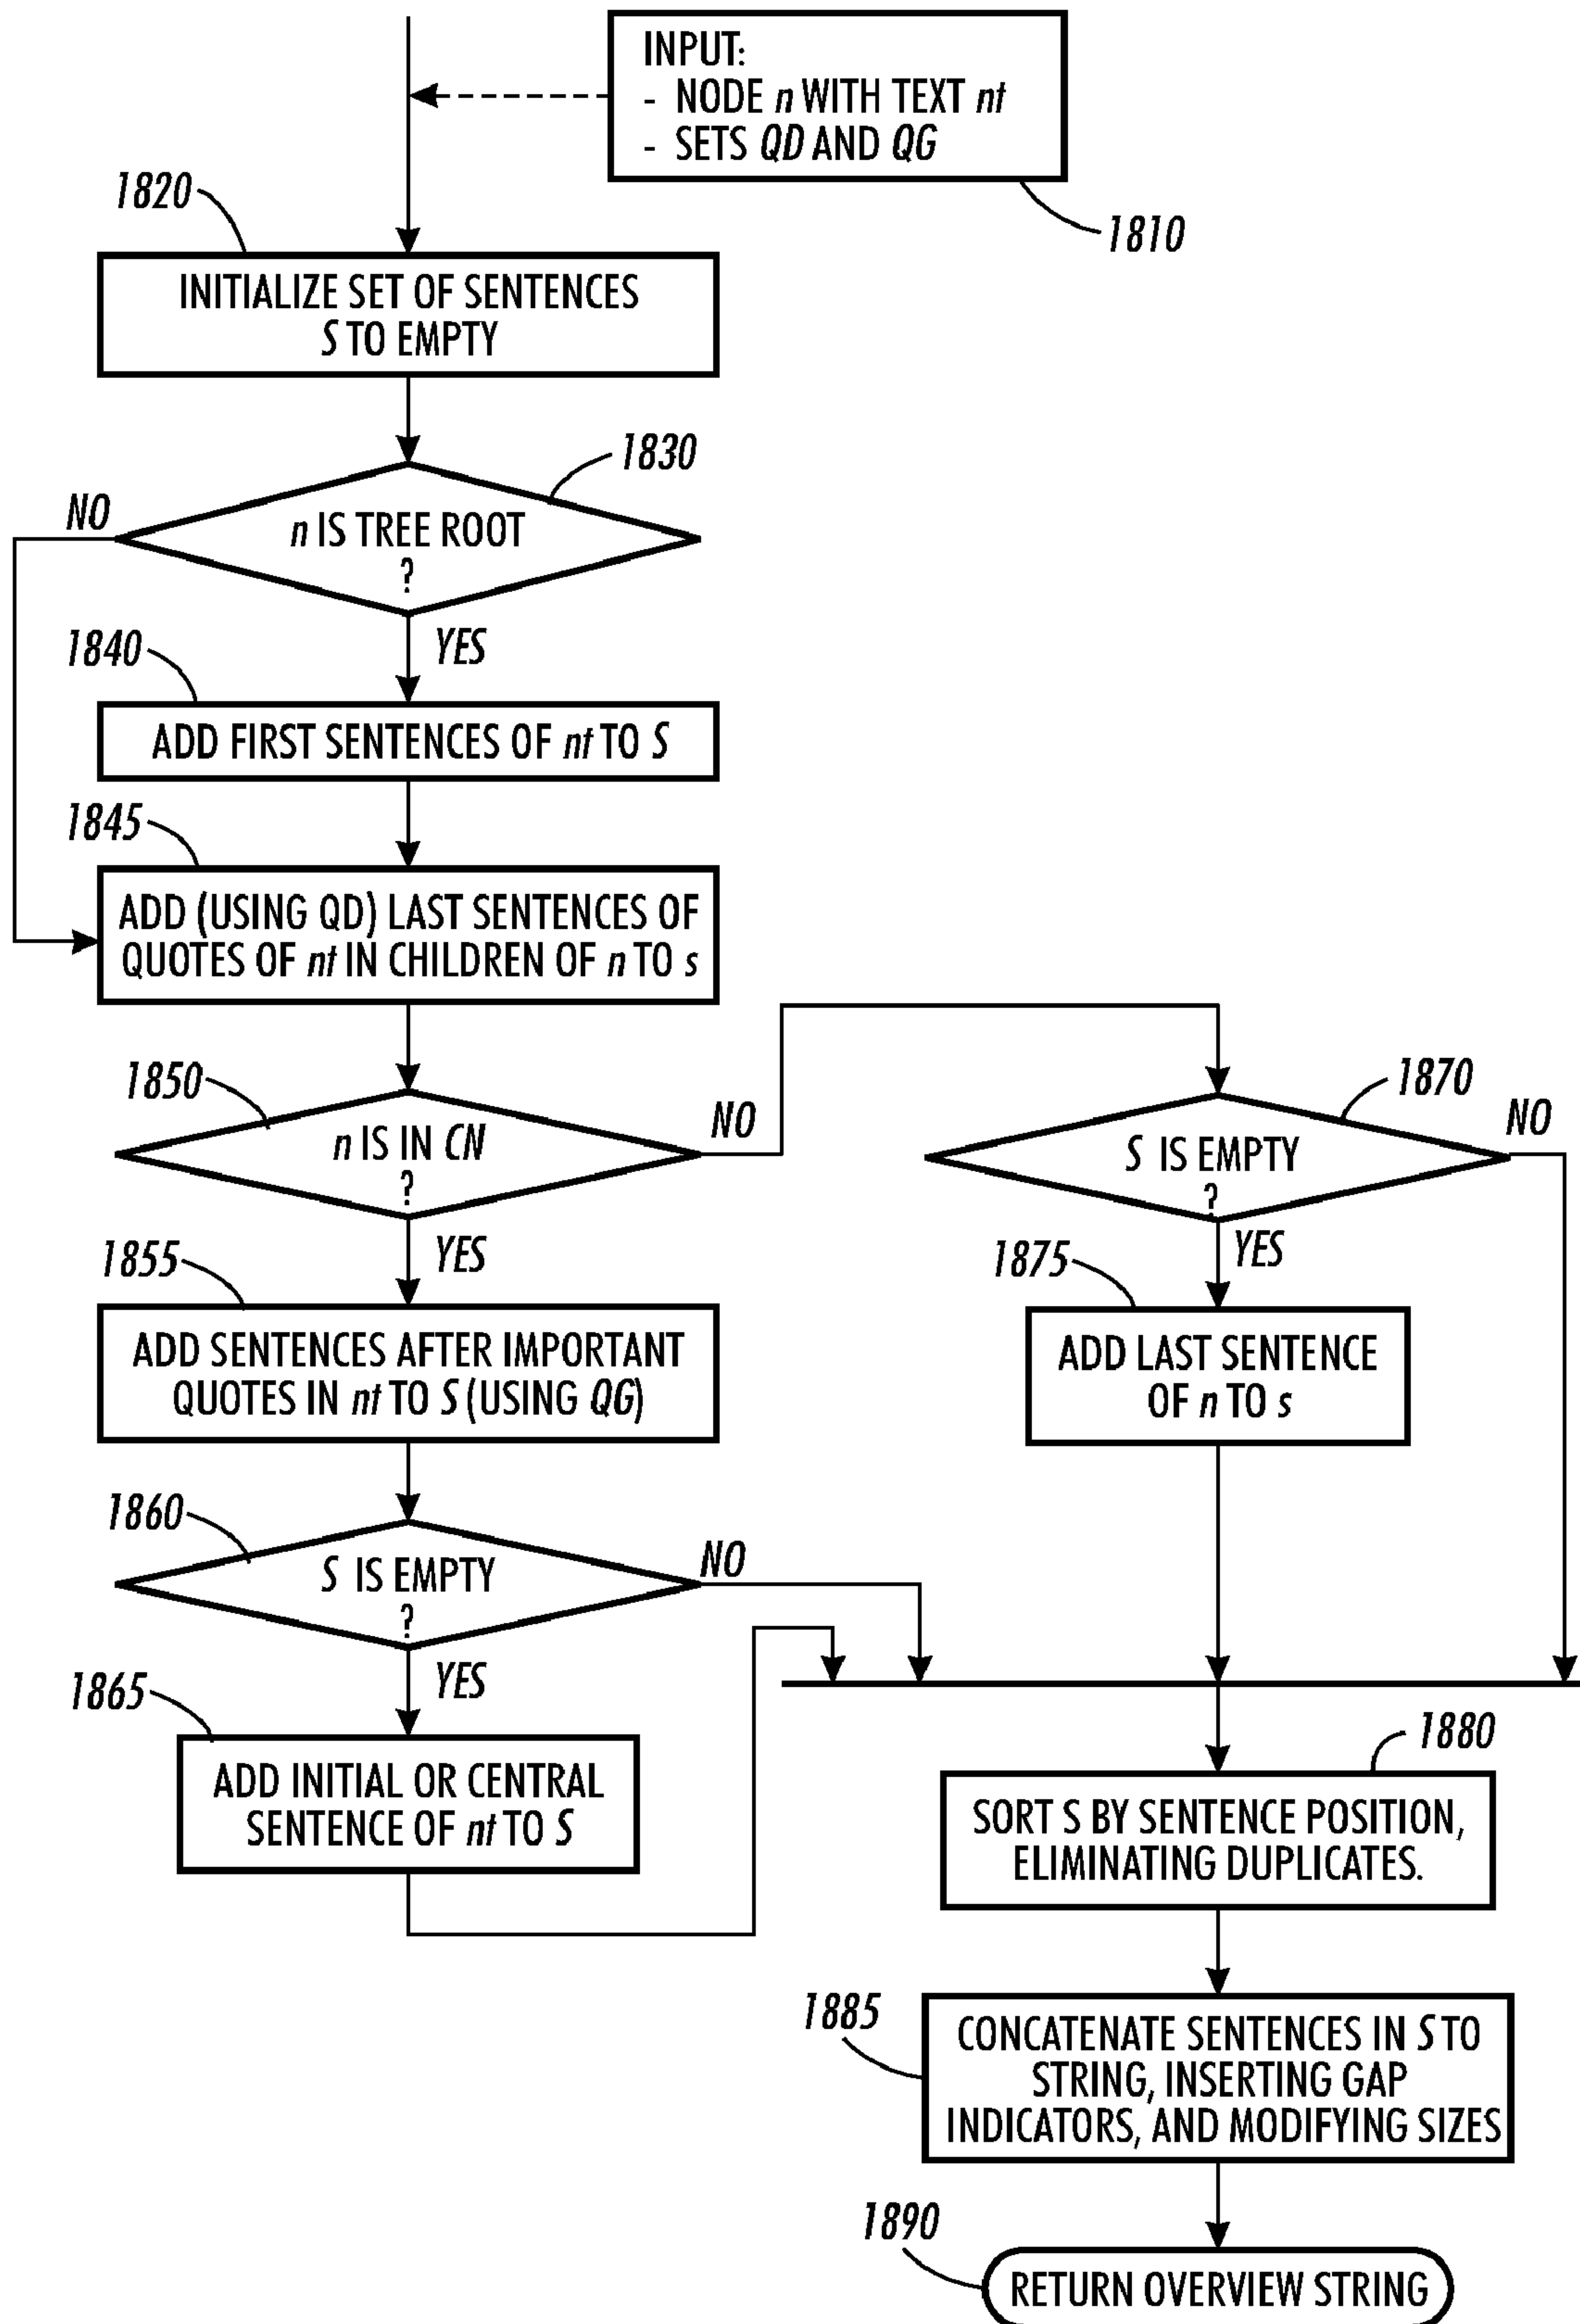 INPUT:
- NODE n WITH TEXT nt
- SETS QD AND QG
1810
1820
INITIALIZE SET OF SENTENCES
S TO EMPTY
1830
NO
n IS TREE ROOT
?
YES
1840
ADD FIRST SENTENCES OF nt TO S
1845
ADD (USING QD) LAST SENTENCES OF
QUOTES OF nt IN CHILDREN OF n TO s
1850
n IS IN CN
?
NO
YES
1870
S IS EMPTY
?
NO
YES
1855
ADD SENTENCES AFTER IMPORTANT
QUOTES IN nt TO S (USING QG)
1875
ADD LAST SENTENCE
OF n TO s
1860
S IS EMPTY
?
NO
YES
1865
ADD INITIAL OR CENTRAL
SENTENCE OF nt TO S
1880
SORT S BY SENTENCE POSITION,
ELIMINATING DUPLICATES.
1885
CONCATENATE SENTENCES IN S TO
STRING, INSERTING GAP
INDICATORS, AND MODIFYING SIZES
1890
RETURN OVERVIEW STRING